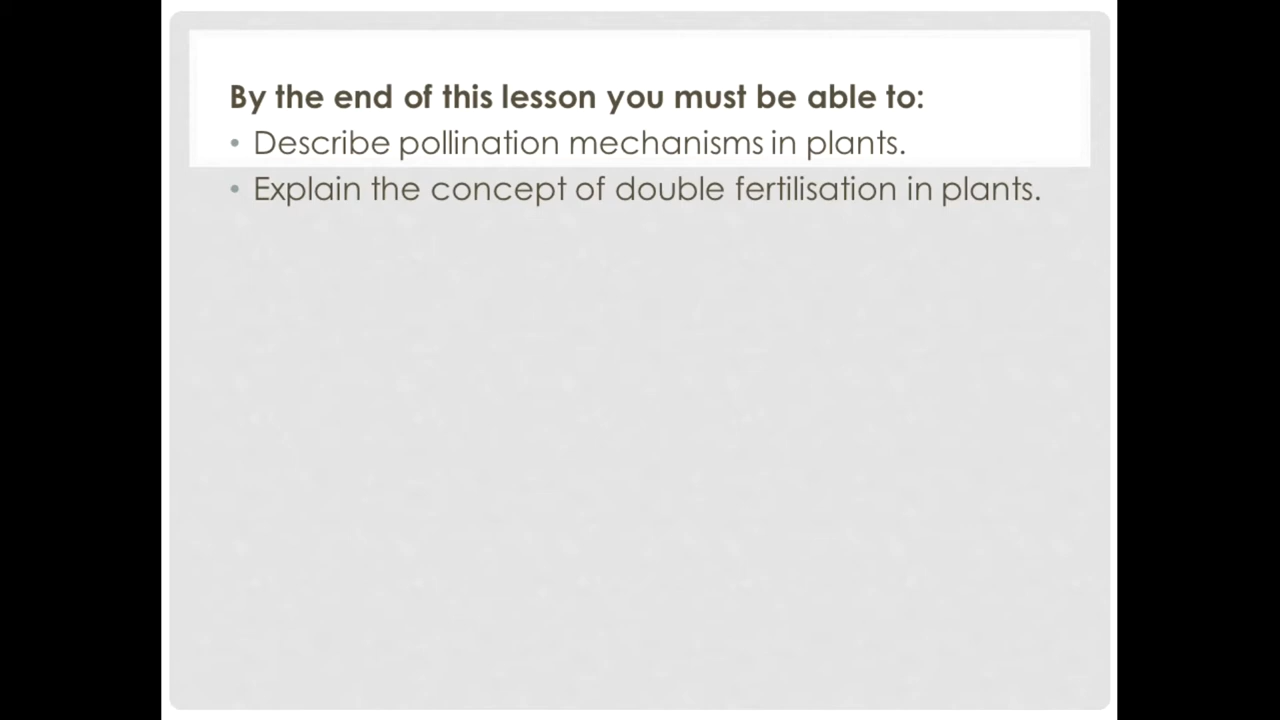 By the end of this lesson you must be able to:
• Describe pollination mechanisms in plants.
• Explain the concept of double fertilisation in plants.